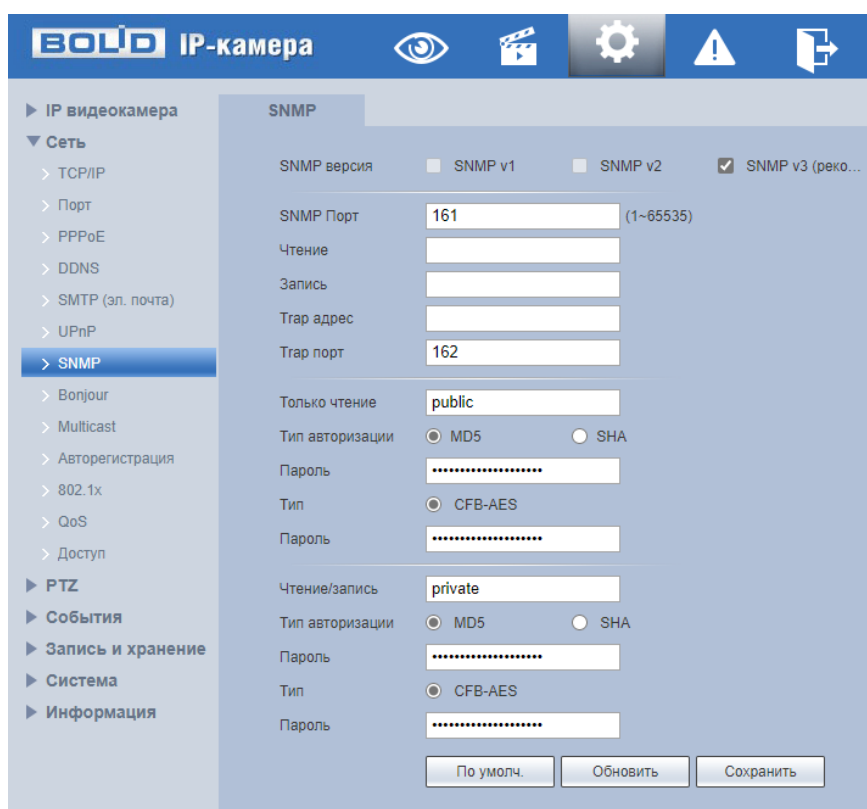 BOLID IP-камера
IP видеокамера
Сеть
TCP/IP
Порт
PPPoE
DDNS
SMTP (эл. почта)
UPnP
SNMP
Bonjour
Multicast
Авторегистрация
802.1x
QoS
Доступ
PTZ
События
Запись и хранение
Система
Информация
SNMP
SNMP версия SNMP v1 SNMP v2 SNMP v3 (реко...
SNMP Порт 161 (1~65535)
Чтение
Запись
Trap адрес
Trap порт 162
Только чтение public
Тип авторизации MD5 SHA
Пароль ••••••••••••••••••••
Тип CFB-AES
Пароль ••••••••••••••••••••
Чтение/запись private
Тип авторизации MD5 SHA
Пароль ••••••••••••••••••••
Тип CFB-AES
Пароль ••••••••••••••••••••
По умолч. Обновить Сохранить